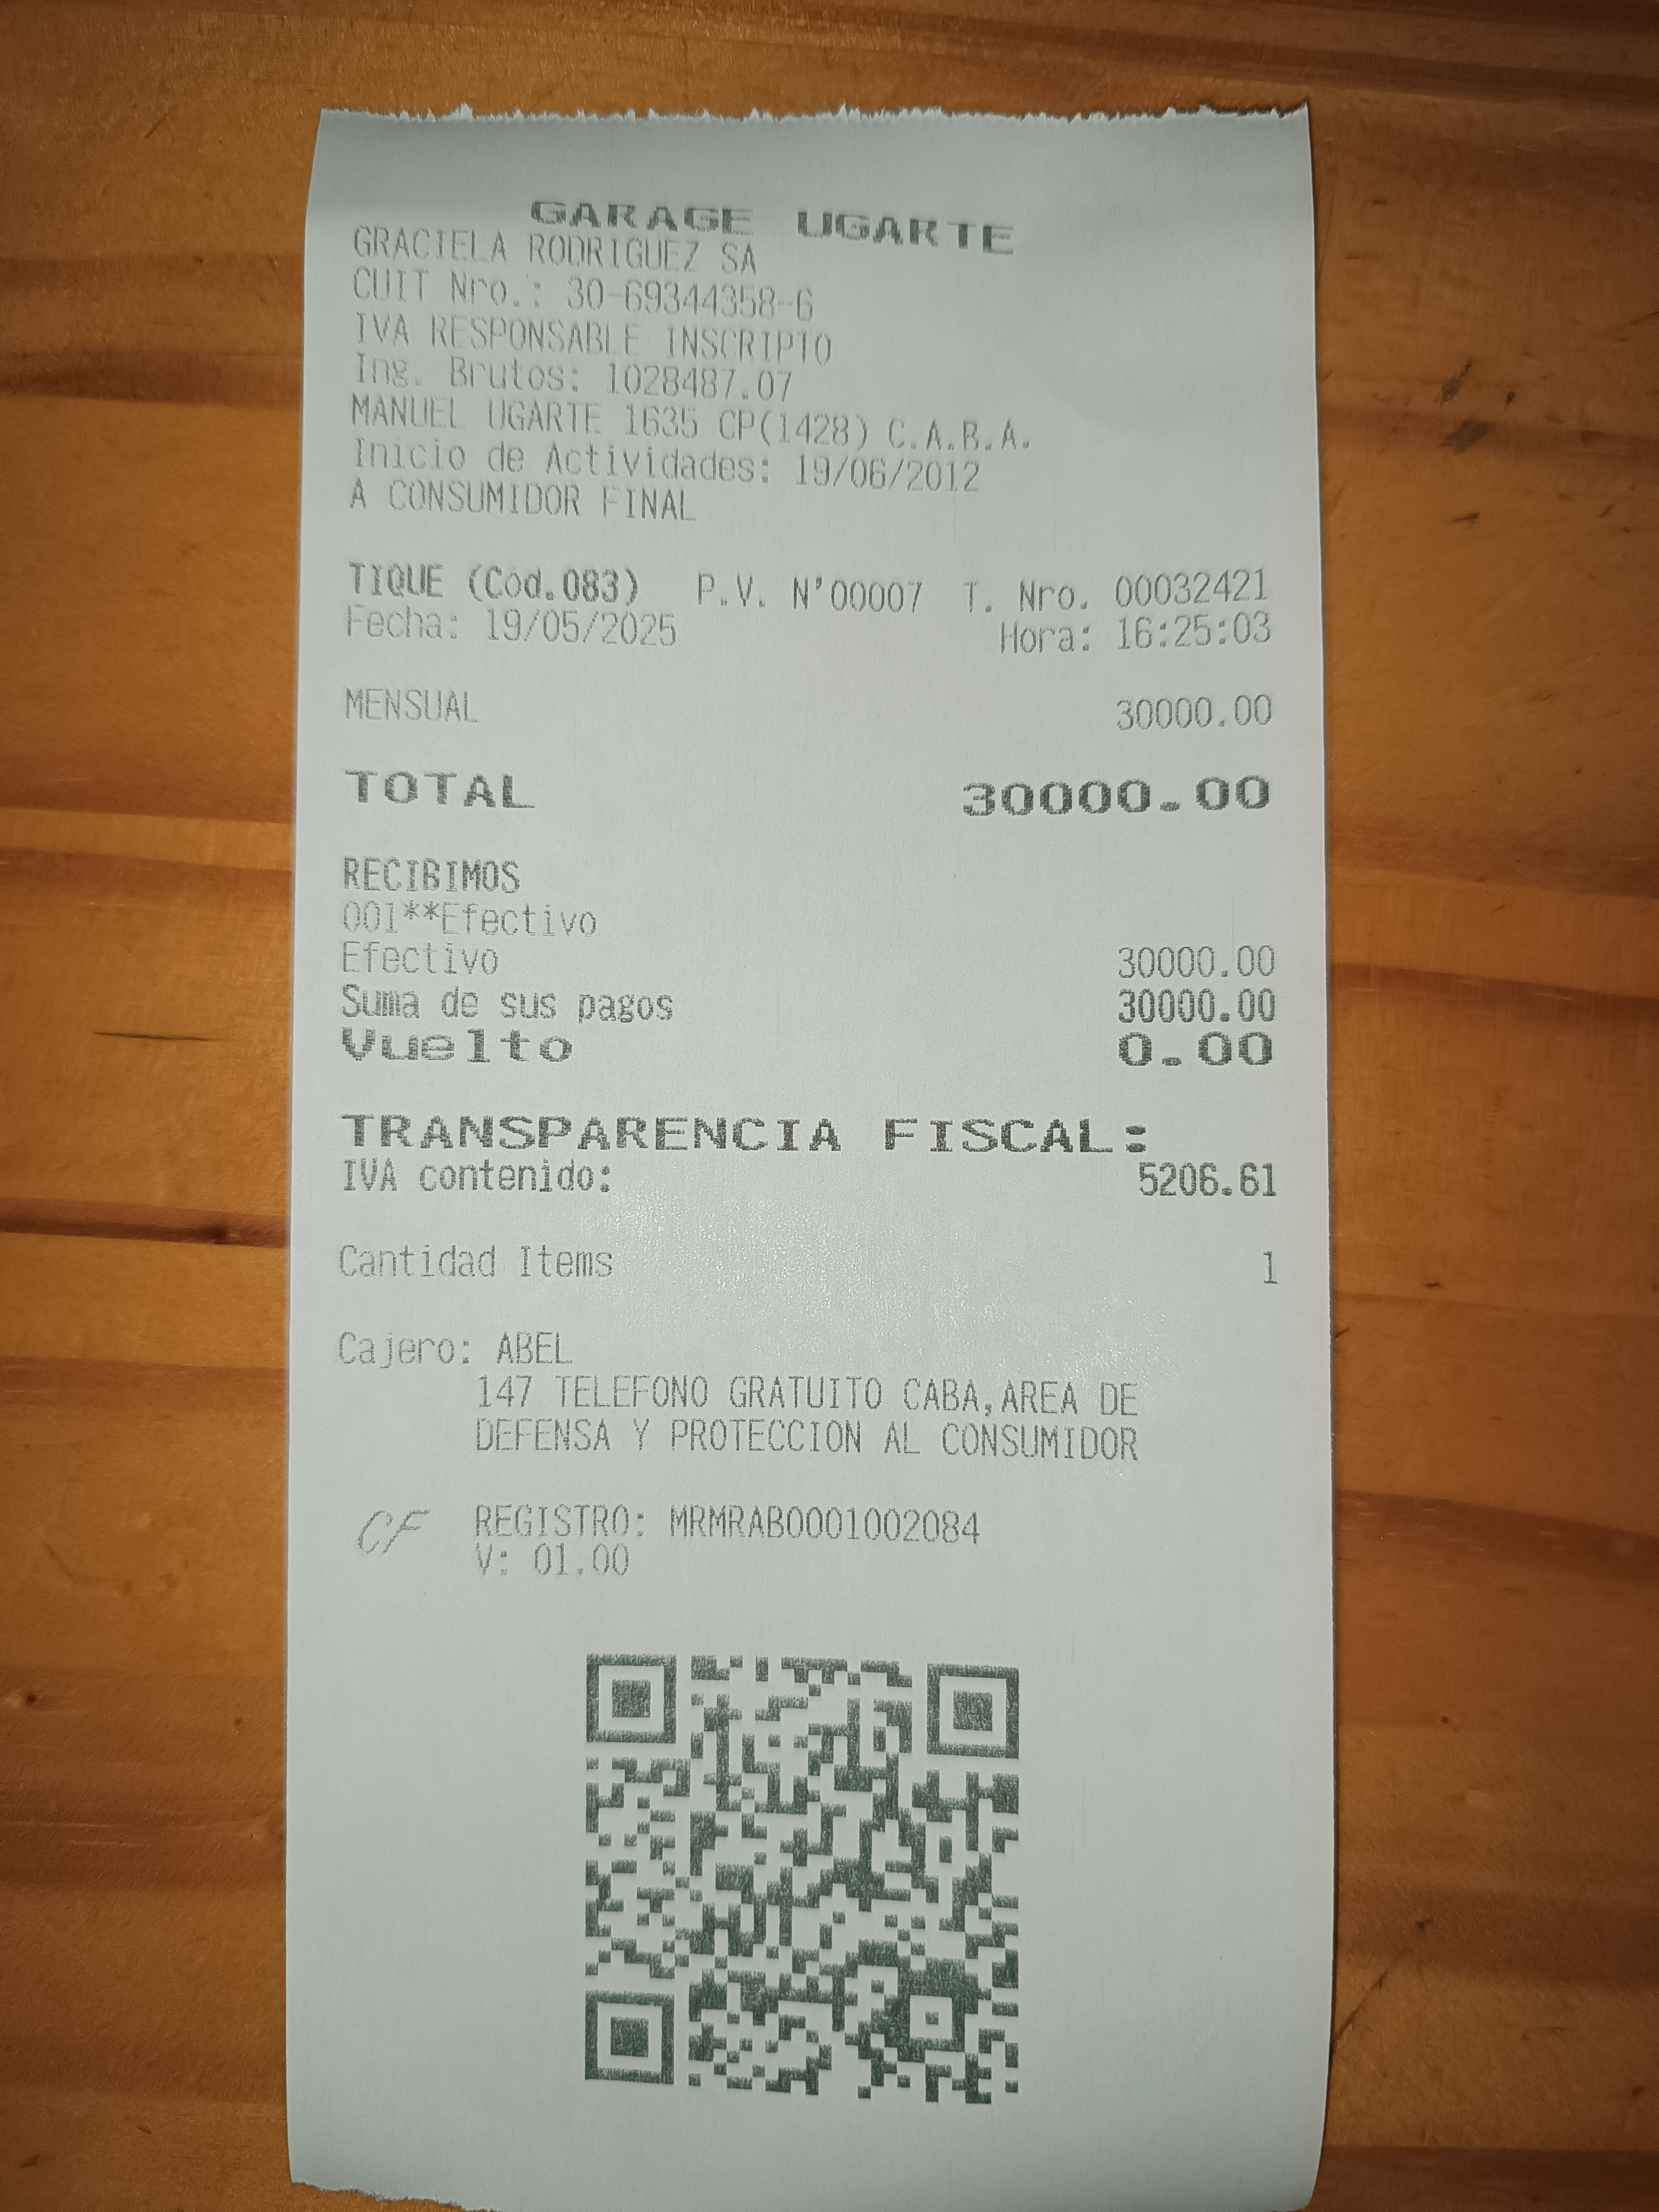 GARAGE UGARTE
GRACIELA RODRIGUEZ SA
CUIT Nro.: 30-69344358-6
IVA RESPONSABLE INSCRIPTO
Ing. Brutos: 1028487.07
MANUEL UGARTE 1635 CP(1428) C.A.B.A.
Inicio de Actividades: 19/06/2012
A CONSUMIDOR FINAL
TIQUE (Cód.083) P.V. N'00007 T. Nro. 00032421
Fecha: 19/05/2025 Hora: 16:25:03
MENSUAL 30000.00
TOTAL 30000.00
RECIBIMOS
001**Efectivo
Efectivo 30000.00
Suma de sus pagos 30000.00
Vuelto 0.00
TRANSPARENCIA FISCAL:
IVA contenido: 5206.61
Cantidad Items 1
Cajero: ABEL
147 TELEFONO GRATUITO CABA,AREA DE
DEFENSA Y PROTECCION AL CONSUMIDOR
CF REGISTRO: MRMRAB0001002084
V: 01.00